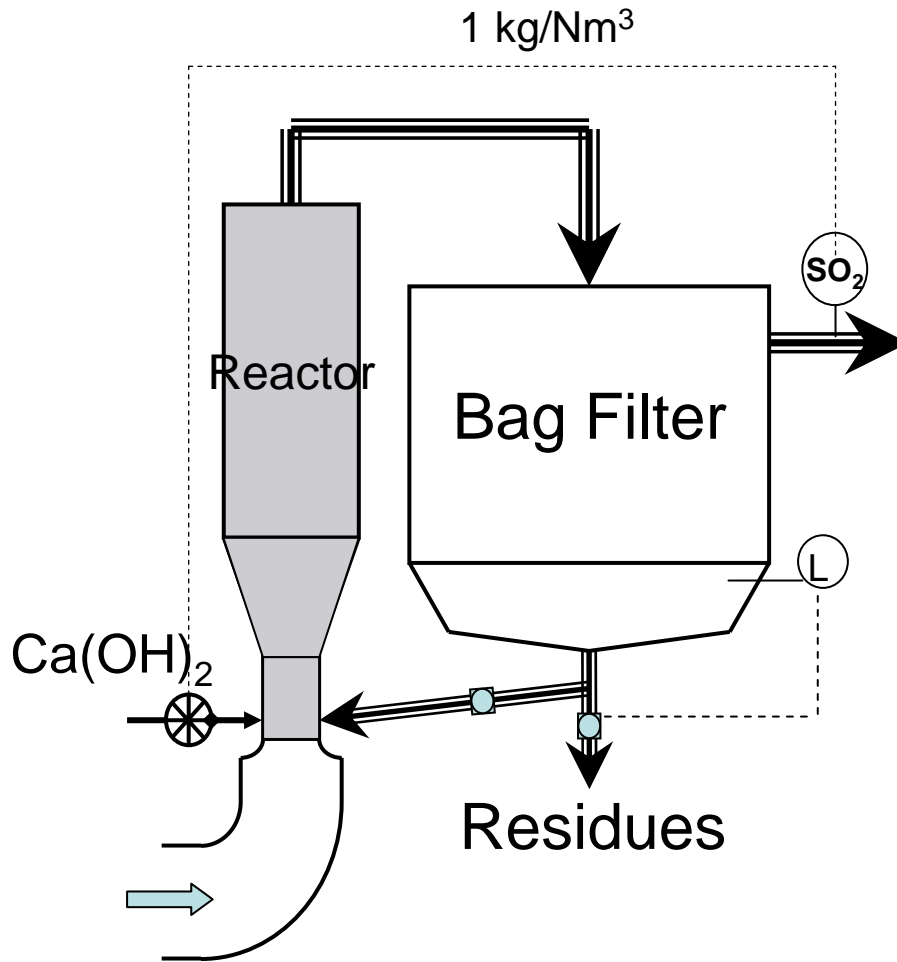 1 kg/Nm³
SO₂
Reactor
Bag Filter
L
Ca(OH)₂
Residues